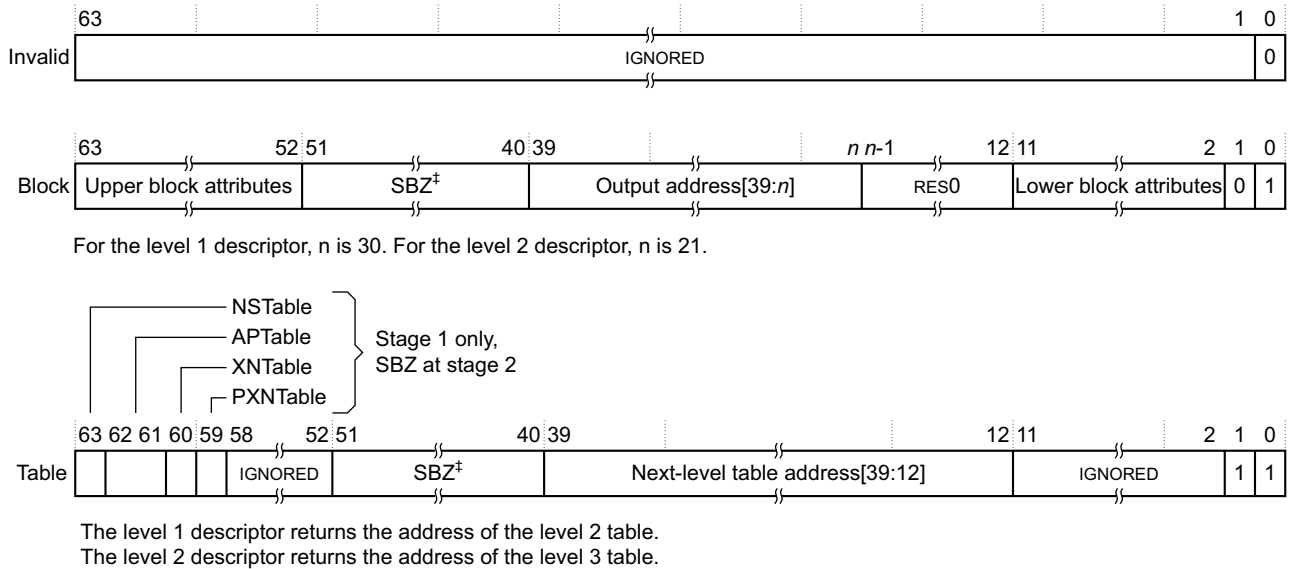 63 1 0
Invalid IGNORED 0
63 52 51 40 39 n n-1 12 11 2 1 0
Block Upper block attributes SBZ‡ Output address[39:n] RES0 Lower block attributes 0 1
For the level 1 descriptor, n is 30. For the level 2 descriptor, n is 21.
NSTable
APTable
XNTable
PXNTable
Stage 1 only,
SBZ at stage 2
63 62 61 60 59 58 52 51 40 39 12 11 2 1 0
Table IGNORED SBZ‡ Next-level table address[39:12] IGNORED 1 1
The level 1 descriptor returns the address of the level 2 table.
The level 2 descriptor returns the address of the level 3 table.